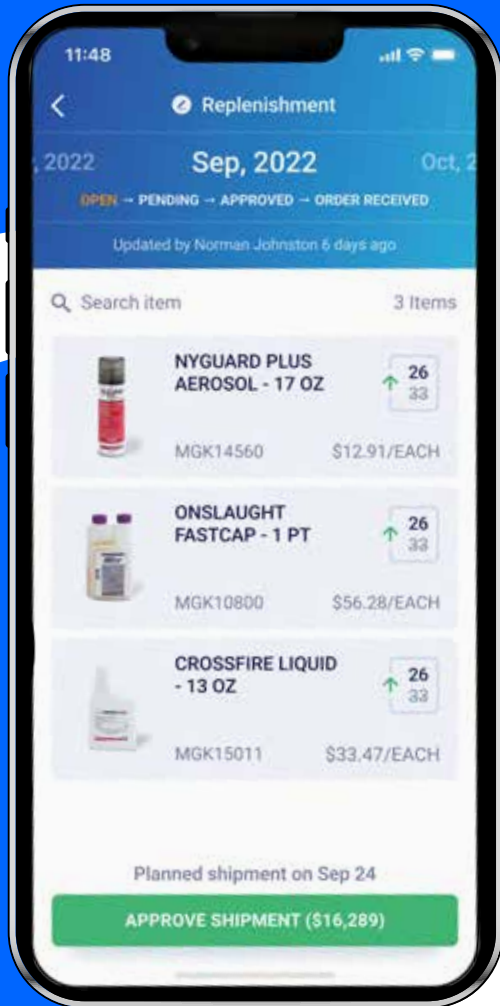 11:48
Replenishment
, 2022 Sep, 2022 Oct, 2
OPEN → PENDING → APPROVED → ORDER RECEIVED
Updated by Norman Johnston 6 days ago
Search item 3 Items
NYGUARD PLUS
AEROSOL - 17 OZ
26
33
MGK14560 $12.91/EACH
ONSLAUGHT
FASTCAP - 1 PT
26
33
MGK10800 $56.28/EACH
CROSSFIRE LIQUID
- 13 OZ
26
33
MGK15011 $33.47/EACH
Planned shipment on Sep 24
APPROVE SHIPMENT ($16,289)